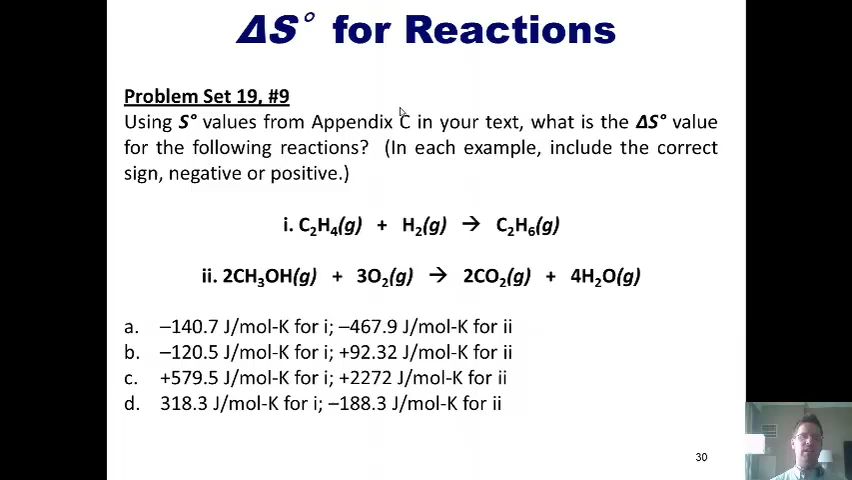 ΔS° for Reactions
Problem Set 19, #9
Using S° values from Appendix C in your text, what is the ΔS° value
for the following reactions? (In each example, include the correct
sign, negative or positive.)
i. C₂H₄(g) + H₂(g) → C₂H₆(g)
ii. 2CH₃OH(g) + 3O₂(g) → 2CO₂(g) + 4H₂O(g)
a. –140.7 J/mol-K for i; –467.9 J/mol-K for ii
b. –120.5 J/mol-K for i; +92.32 J/mol-K for ii
c. +579.5 J/mol-K for i; +2272 J/mol-K for ii
d. 318.3 J/mol-K for i; –188.3 J/mol-K for ii
30